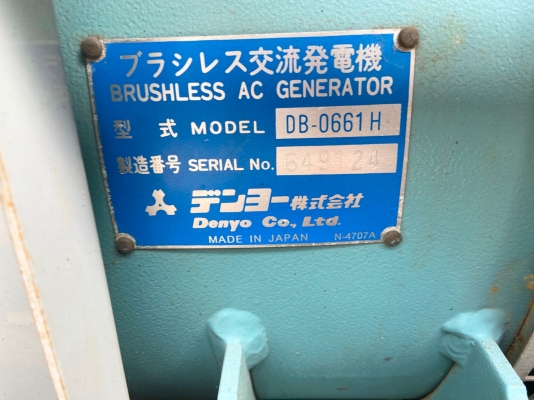 ブラシレス交流発電機
BRUSHLESS AC GENERATOR
型 式 MODEL DB-0661H
製造番号 SERIAL No. 649124
デンヨー株式会社
Denyo Co., Ltd.
MADE IN JAPAN N-4707A